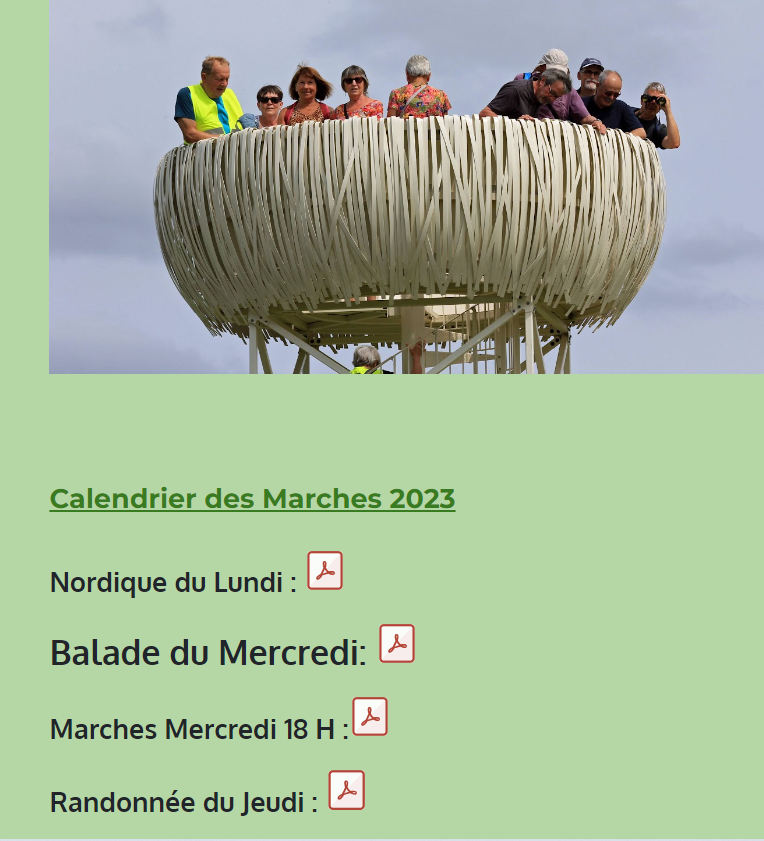 Calendrier des Marches 2023
Nordique du Lundi :
Balade du Mercredi:
Marches Mercredi 18 H :
Randonnée du Jeudi :